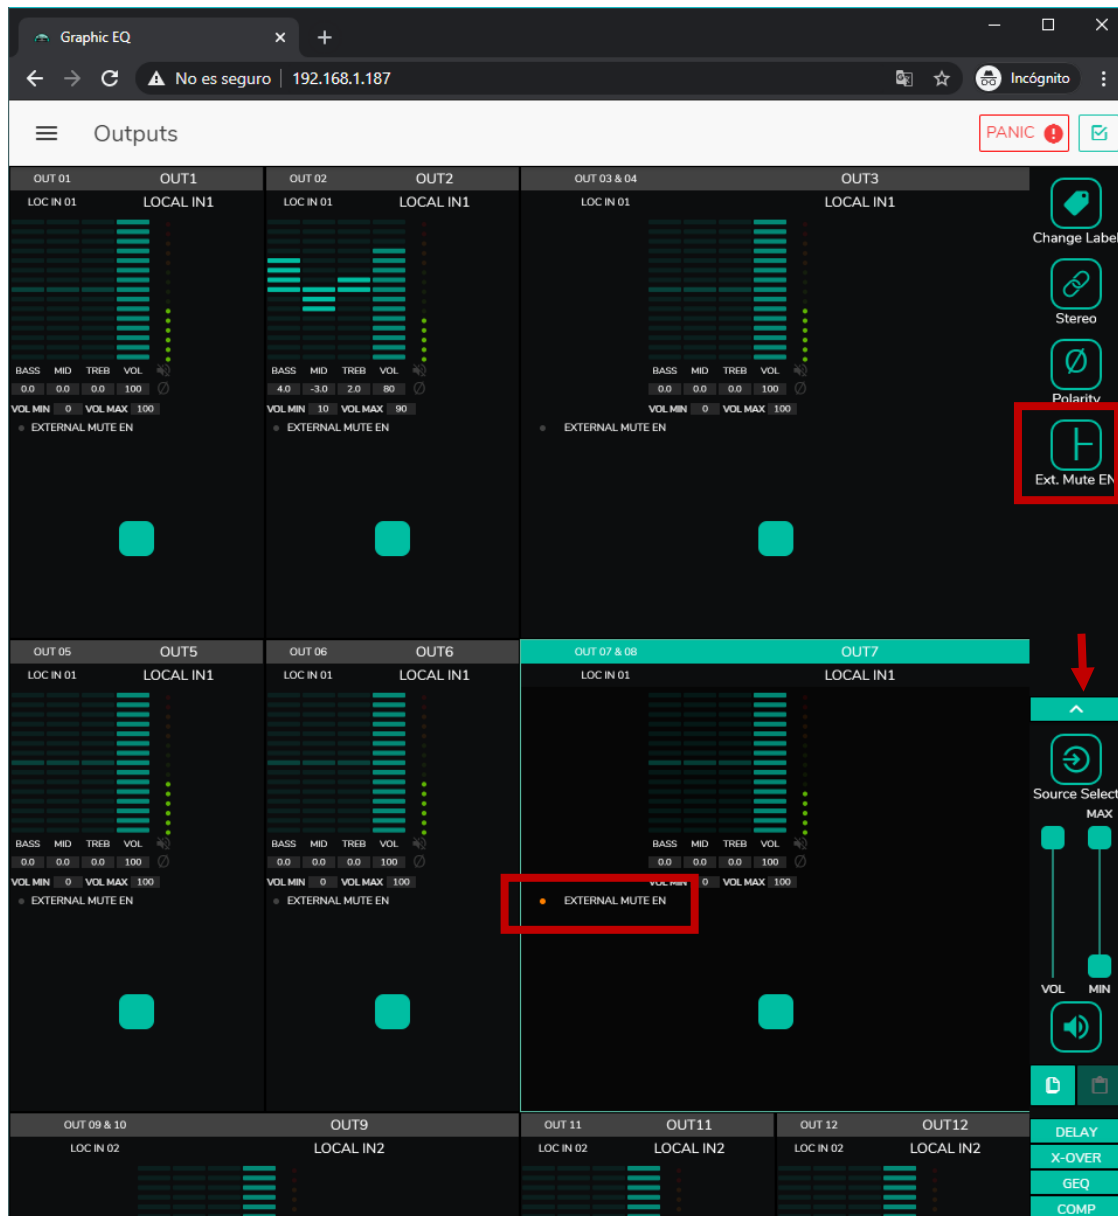 Graphic EQ
No es seguro 192.168.1.187 Incógnito
Outputs PANIC
OUT 01 OUT1 OUT 02 OUT2 OUT 03 & 04 OUT3
LOC IN 01 LOCAL IN1 LOC IN 01 LOCAL IN1 LOC IN 01 LOCAL IN1
Change Label
Stereo
BASS MID TREB VOL BASS MID TREB VOL BASS MID TREB VOL
0.0 0.0 0.0 100 4.0 -3.0 2.0 80 0.0 0.0 0.0 100
Polarity
VOL MIN 0 VOL MAX 100 VOL MIN 10 VOL MAX 90 VOL MIN 0 VOL MAX 100
EXTERNAL MUTE EN EXTERNAL MUTE EN EXTERNAL MUTE EN
Ext. Mute EN
OUT 05 OUT5 OUT 06 OUT6 OUT 07 & 08 OUT7
LOC IN 01 LOCAL IN1 LOC IN 01 LOCAL IN1 LOC IN 01 LOCAL IN1
Source Select
MAX
BASS MID TREB VOL BASS MID TREB VOL BASS MID TREB VOL
0.0 0.0 0.0 100 0.0 0.0 0.0 100 0.0 0.0 0.0 100
VOL MIN 0 VOL MAX 100 VOL MIN 0 VOL MAX 100 VOL MIN 0 VOL MAX 100
EXTERNAL MUTE EN EXTERNAL MUTE EN EXTERNAL MUTE EN
VOL MIN
OUT 09 & 10 OUT9 OUT 11 OUT11 OUT 12 OUT12
LOC IN 02 LOCAL IN2 LOC IN 02 LOCAL IN2 LOC IN 02 LOCAL IN2
DELAY
X-OVER
GEQ
COMP